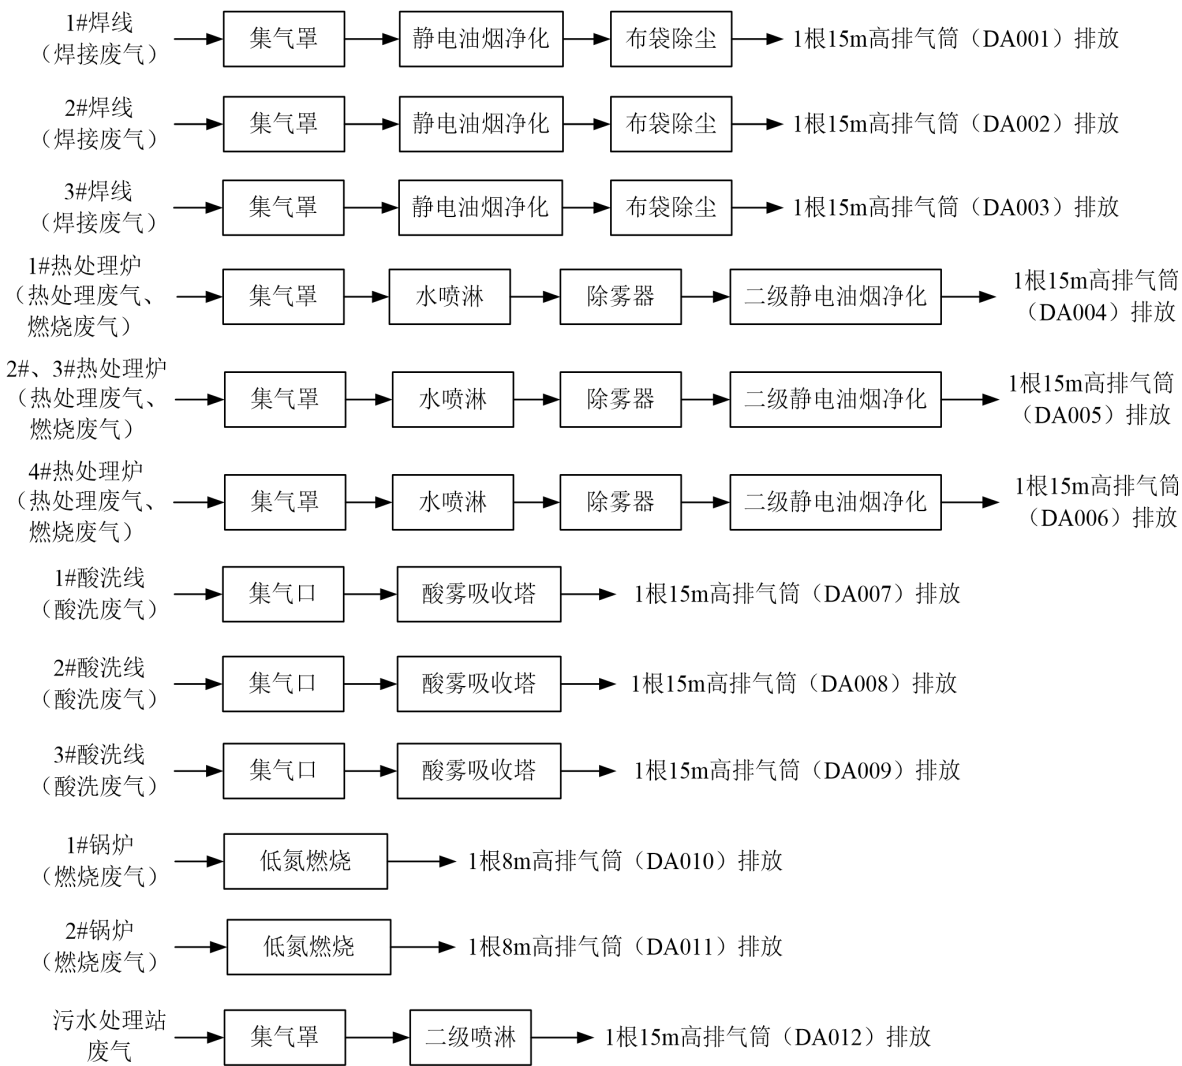 1#焊线
（焊接废气）
集气罩
静电油烟净化
布袋除尘
1根15m高排气筒（DA001）排放
2#焊线
（焊接废气）
集气罩
静电油烟净化
布袋除尘
1根15m高排气筒（DA002）排放
3#焊线
（焊接废气）
集气罩
静电油烟净化
布袋除尘
1根15m高排气筒（DA003）排放
1#热处理炉
（热处理废气、
燃烧废气）
集气罩
水喷淋
除雾器
二级静电油烟净化
1根15m高排气筒
（DA004）排放
2#、3#热处理炉
（热处理废气、
燃烧废气）
集气罩
水喷淋
除雾器
二级静电油烟净化
1根15m高排气筒
（DA005）排放
4#热处理炉
（热处理废气、
燃烧废气）
集气罩
水喷淋
除雾器
二级静电油烟净化
1根15m高排气筒
（DA006）排放
1#酸洗线
（酸洗废气）
集气口
酸雾吸收塔
1根15m高排气筒（DA007）排放
2#酸洗线
（酸洗废气）
集气口
酸雾吸收塔
1根15m高排气筒（DA008）排放
3#酸洗线
（酸洗废气）
集气口
酸雾吸收塔
1根15m高排气筒（DA009）排放
1#锅炉
（燃烧废气）
低氮燃烧
1根8m高排气筒（DA010）排放
2#锅炉
（燃烧废气）
低氮燃烧
1根8m高排气筒（DA011）排放
污水处理站
废气
集气罩
二级喷淋
1根15m高排气筒（DA012）排放